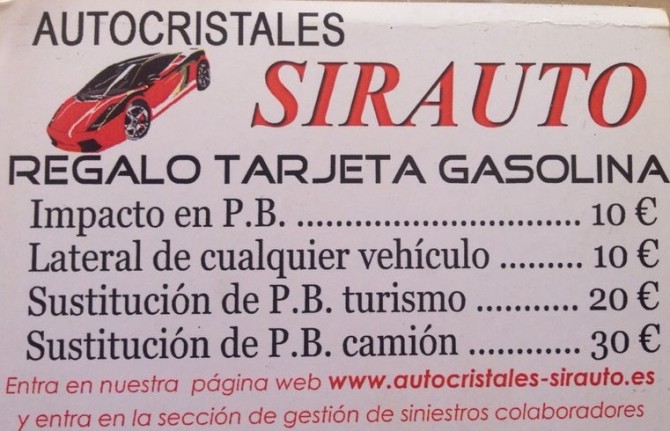 AUTOCRISTALES
SIRAUTO
REGALO TARJETA GASOLINA
Impacto en P.B. ................................ 10 €
Lateral de cualquier vehículo ......... 10 €
Sustitución de P.B. turismo ........... 20 €
Sustitución de P.B. camión ............ 30 €
Entra en nuestra página web www.autocristales-sirauto.es
y entra en la sección de gestión de siniestros colaboradores